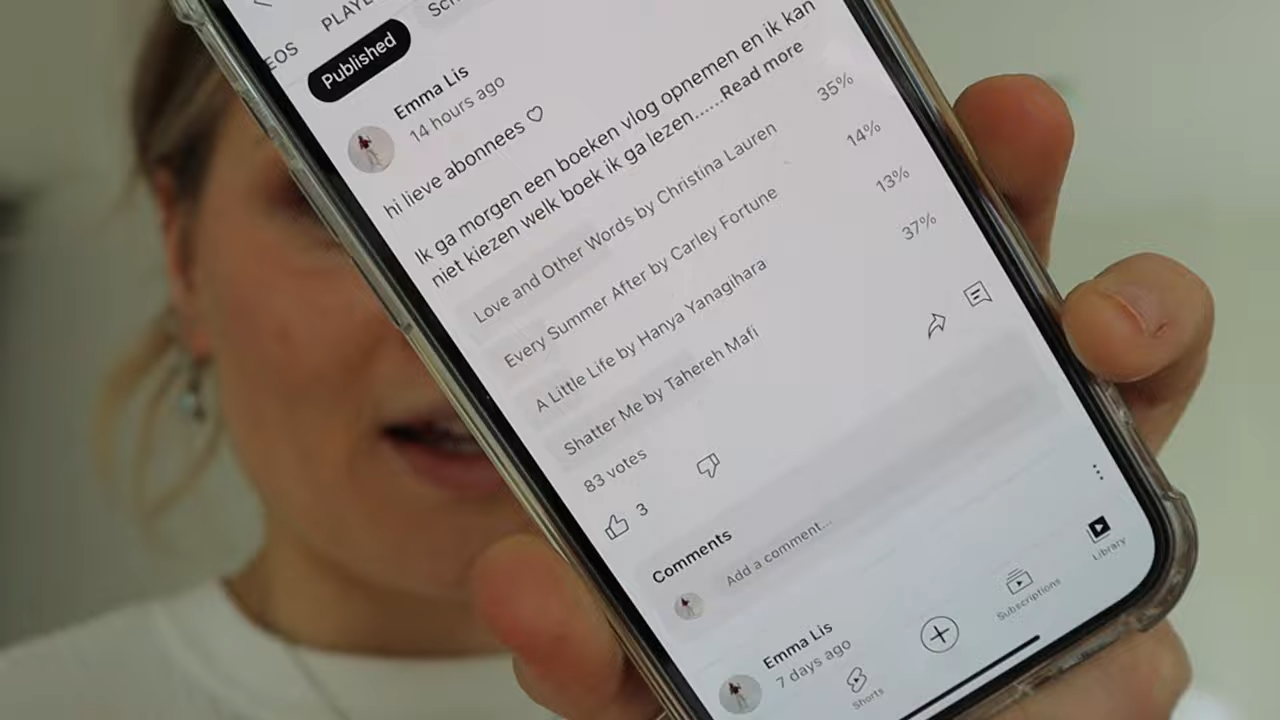 PLAYL
EOS
Published
Sch
Emma Lis
14 hours ago
hi lieve abonnees ♡
Ik ga morgen een boeken vlog opnemen en ik kan
niet kiezen welk boek ik ga lezen......Read more
Love and Other Words by Christina Lauren 35%
Every Summer After by Carley Fortune 14%
A Little Life by Hanya Yanagihara 13%
Shatter Me by Tahereh Mafi 37%
83 votes
3
Comments
Add a comment...
Emma Lis
7 days ago
Shorts
Subscriptions
Library